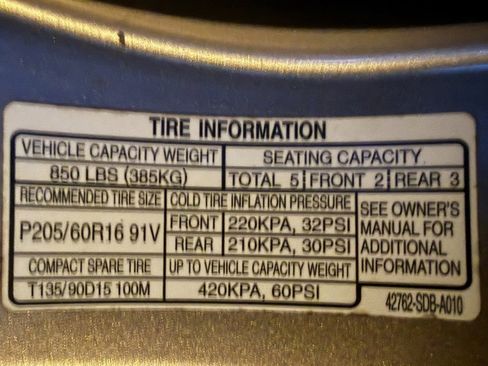 TIRE INFORMATION
VEHICLE CAPACITY WEIGHT
850 LBS (385KG)
SEATING CAPACITY
TOTAL 5 FRONT 2 REAR 3
RECOMMENDED TIRE SIZE
P205/60R16 91V
COLD TIRE INFLATION PRESSURE
FRONT 220KPA, 32PSI
REAR 210KPA, 30PSI
SEE OWNER'S
MANUAL FOR
ADDITIONAL
INFORMATION
COMPACT SPARE TIRE
T135/90D15 100M
UP TO VEHICLE CAPACITY WEIGHT
420KPA, 60PSI
42762-SDB-A010